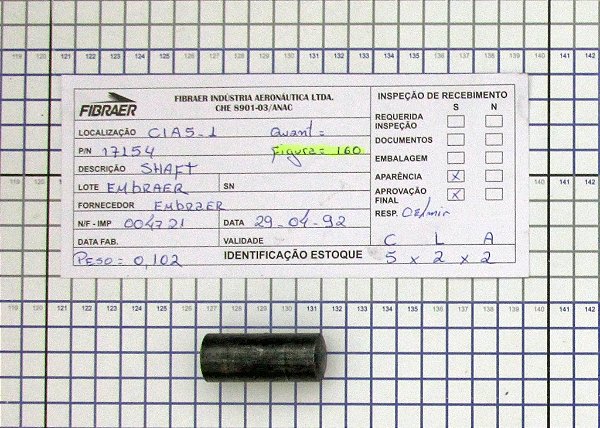 FIBRAER
FIBRAER INDÚSTRIA AERONÁUTICA LTDA.
CHE 8901-03/ANAC
LOCALIZAÇÃO CIA5-1 Quant:
P/N 17154 Figura: 160
DESCRIÇÃO SHAFT
LOTE EMBRAER SN
FORNECEDOR EMBRAER
N/F - IMP 004721 DATA 29-04-92
DATA FAB. VALIDADE
PESO = 0,102 IDENTIFICAÇÃO ESTOQUE
INSPEÇÃO DE RECEBIMENTO
S N
REQUERIDA INSPEÇÃO
DOCUMENTOS
EMBALAGEM
APARÊNCIA X
APROVAÇÃO FINAL X
RESP.
C L A
5 x 2 x 2